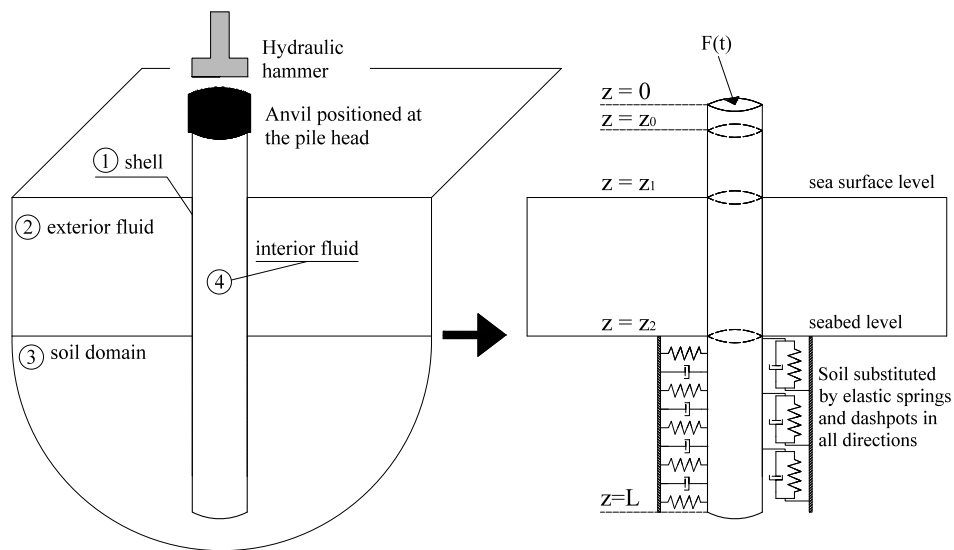 Hydraulic
hammer
Anvil positioned at
the pile head
1 shell
2 exterior fluid
interior fluid
4
3 soil domain
F(t)
z = 0
z = z0
z = z1
sea surface level
z = z2
seabed level
Soil substituted
by elastic springs
and dashpots in
all directions
z=L